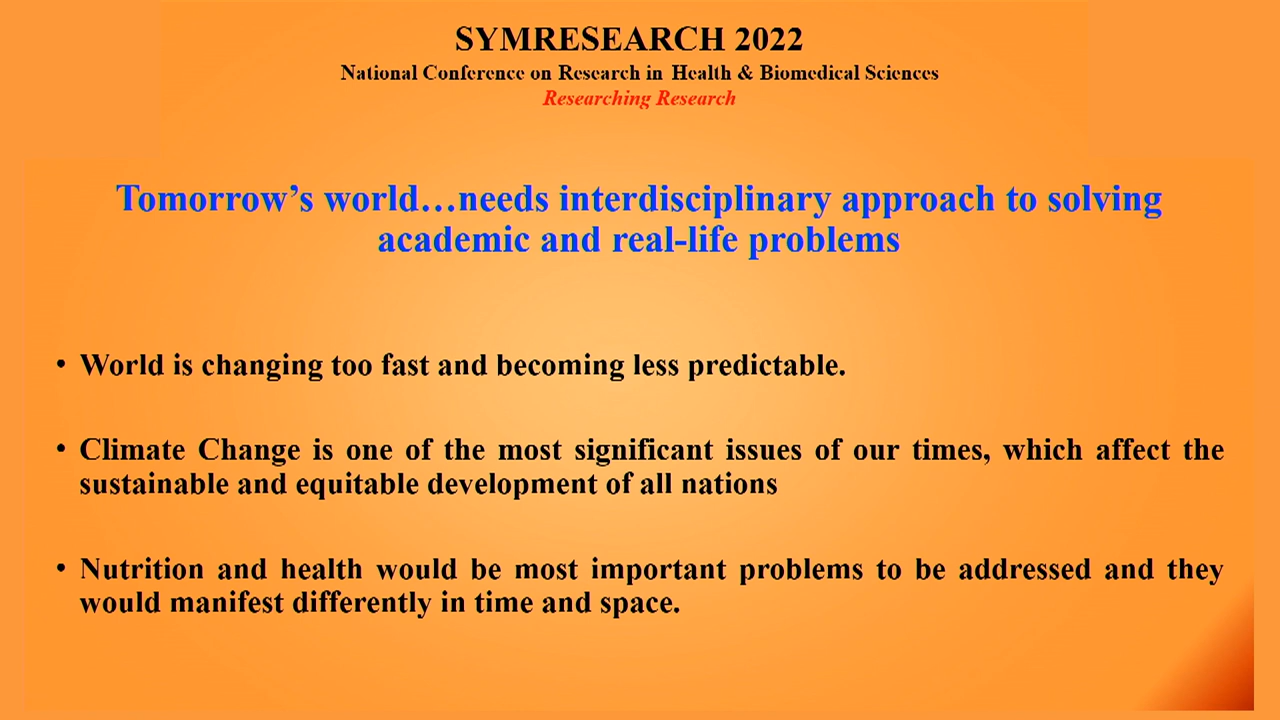 SYMRESEARCH 2022
National Conference on Research in Health & Biomedical Sciences
Researching Research
Tomorrow’s world…needs interdisciplinary approach to solving
academic and real-life problems
• World is changing too fast and becoming less predictable.
• Climate Change is one of the most significant issues of our times, which affect the
sustainable and equitable development of all nations
• Nutrition and health would be most important problems to be addressed and they
would manifest differently in time and space.